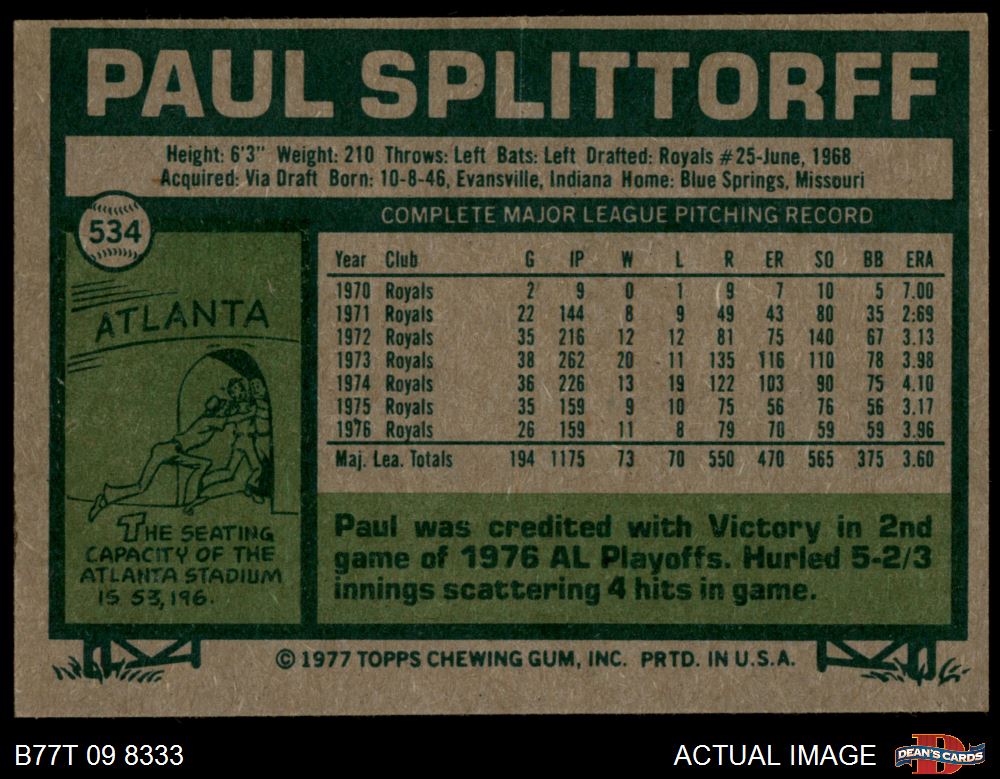 PAUL SPLITTORFF
Height: 6'3" Weight: 210 Throws: Left Bats: Left Drafted: Royals #25-June, 1968
Acquired: Via Draft Born: 10-8-46, Evansville, Indiana Home: Blue Springs, Missouri
534
COMPLETE MAJOR LEAGUE PITCHING RECORD
Year Club G IP W L R ER SO BB ERA
1970 Royals 2 9 0 1 9 7 10 5 7.00
1971 Royals 22 144 8 9 49 43 80 35 2.69
1972 Royals 35 216 12 12 81 75 140 67 3.13
1973 Royals 38 262 20 11 135 116 110 78 3.98
1974 Royals 36 226 13 19 122 103 90 75 4.10
1975 Royals 35 159 9 10 75 56 76 56 3.17
1976 Royals 26 159 11 8 79 70 59 59 3.96
Maj. Lea. Totals 194 1175 73 70 550 470 565 375 3.60
ATLANTA
THE SEATING
CAPACITY OF THE
ATLANTA STADIUM
IS 53,196.
Paul was credited with Victory in 2nd
game of 1976 AL Playoffs. Hurled 5-2/3
innings scattering 4 hits in game.
© 1977 TOPPS CHEWING GUM, INC. PRTD. IN U.S.A.
B77T 09 8333
ACTUAL IMAGE
DEAN'S CARDS